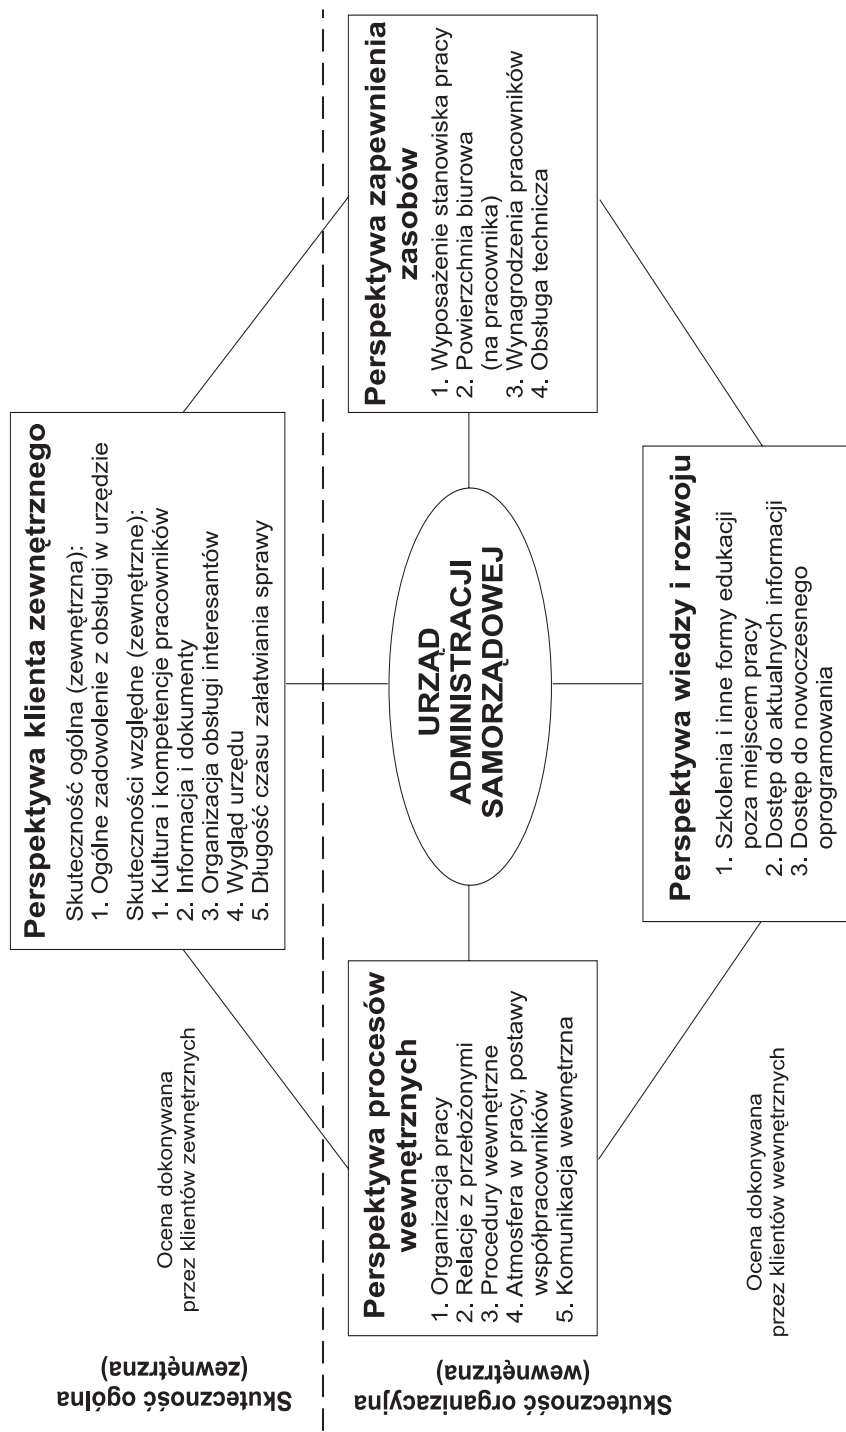 Skuteczność ogólna
(zewnętrzna)
Ocena dokonywana
przez klientów zewnętrznych
Perspektywa klienta zewnętrznego
Skuteczność ogólna (zewnętrzna):
1. Ogólne zadowolenie z obsługi w urzędzie
Skuteczności względne (zewnętrzne):
1. Kultura i kompetencje pracowników
2. Informacja i dokumenty
3. Organizacja obsługi interesantów
4. Wygląd urzędu
5. Długość czasu załatwiania sprawy
Skuteczność organizacyjna
(wewnętrzna)
Perspektywa procesów
wewnętrznych
1. Organizacja pracy
2. Relacje z przełożonymi
3. Procedury wewnętrzne
4. Atmosfera w pracy, postawy
współpracowników
5. Komunikacja wewnętrzna
URZĄD
ADMINISTRACJI
SAMORZĄDOWEJ
Perspektywa zapewnienia
zasobów
1. Wyposażenie stanowiska pracy
2. Powierzchnia biurowa
(na pracownika)
3. Wynagrodzenia pracowników
4. Obsługa technicza
Ocena dokonywana
przez klientów wewnętrznych
Perspektywa wiedzy i rozwoju
1. Szkolenia i inne formy edukacji
poza miejscem pracy
2. Dostęp do aktualnych informacji
3. Dostęp do nowoczesnego
oprogramowania